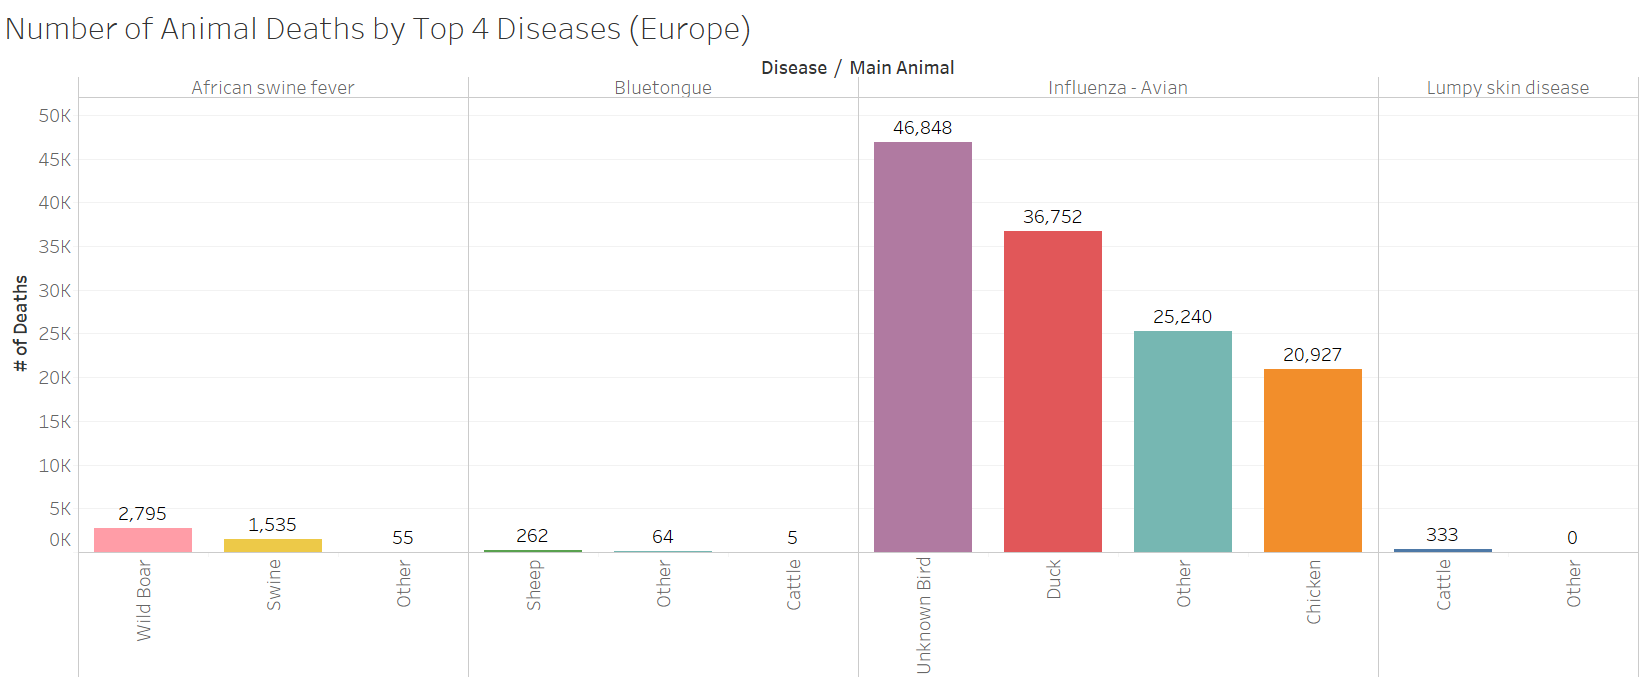 Number of Animal Deaths by Top 4 Diseases (Europe)
Disease / Main Animal
African swine fever
Bluetongue
Influenza - Avian
Lumpy skin disease
# of Deaths
50K
45K
40K
35K
30K
25K
20K
15K
10K
5K
0K
2,795
1,535
55
262
64
5
46,848
36,752
25,240
20,927
333
0
Wild Boar
Swine
Other
Sheep
Other
Cattle
Unknown Bird
Duck
Other
Chicken
Cattle
Other